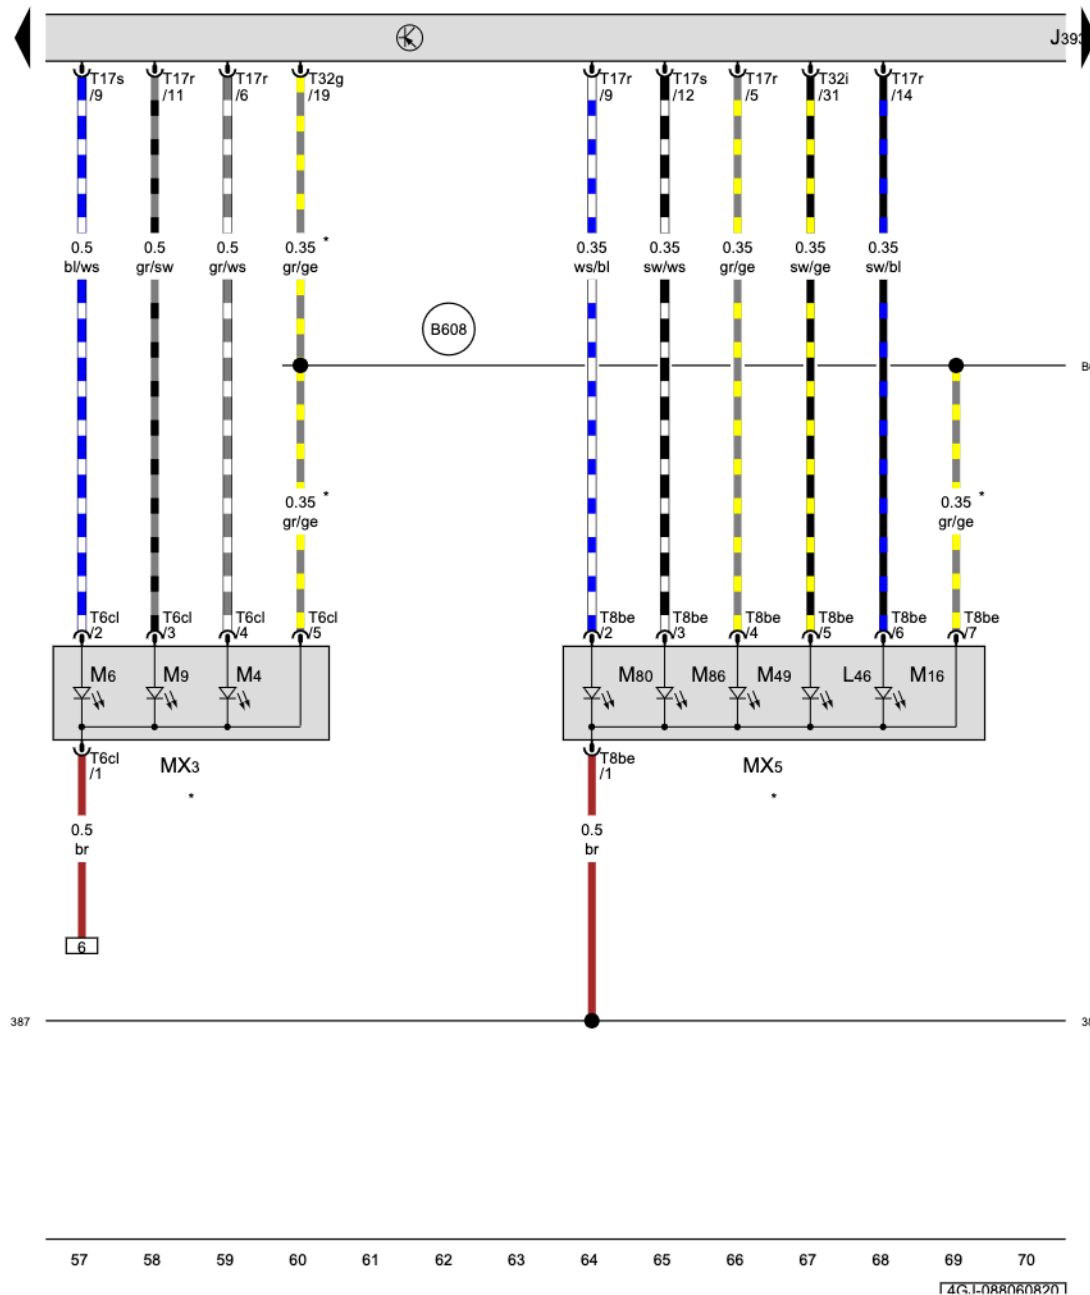 J393
T17s T17r T17r T32g T17r T17s T17r T32i T17r
/9 /11 /6 /19 /9 /12 /5 /31 /14
0.5 0.5 0.5 0.35 * 0.35 0.35 0.35 0.35 0.35
bl/ws gr/sw gr/ws gr/ge ws/bl sw/ws gr/ge sw/ge sw/bl
B608
0.35 * 0.35 *
gr/ge gr/ge
T6cl T6cl T6cl T6cl T8be T8be T8be T8be T8be T8be
/2 /3 /4 /5 /2 /3 /4 /5 /6 /7
M6 M9 M4 M80 M86 M49 L46 M16
T6cl T8be
/1 /1
MX3 MX5
* *
0.5 0.5
br br
6
387
57 58 59 60 61 62 63 64 65 66 67 68 69 70
4GJ-088060820